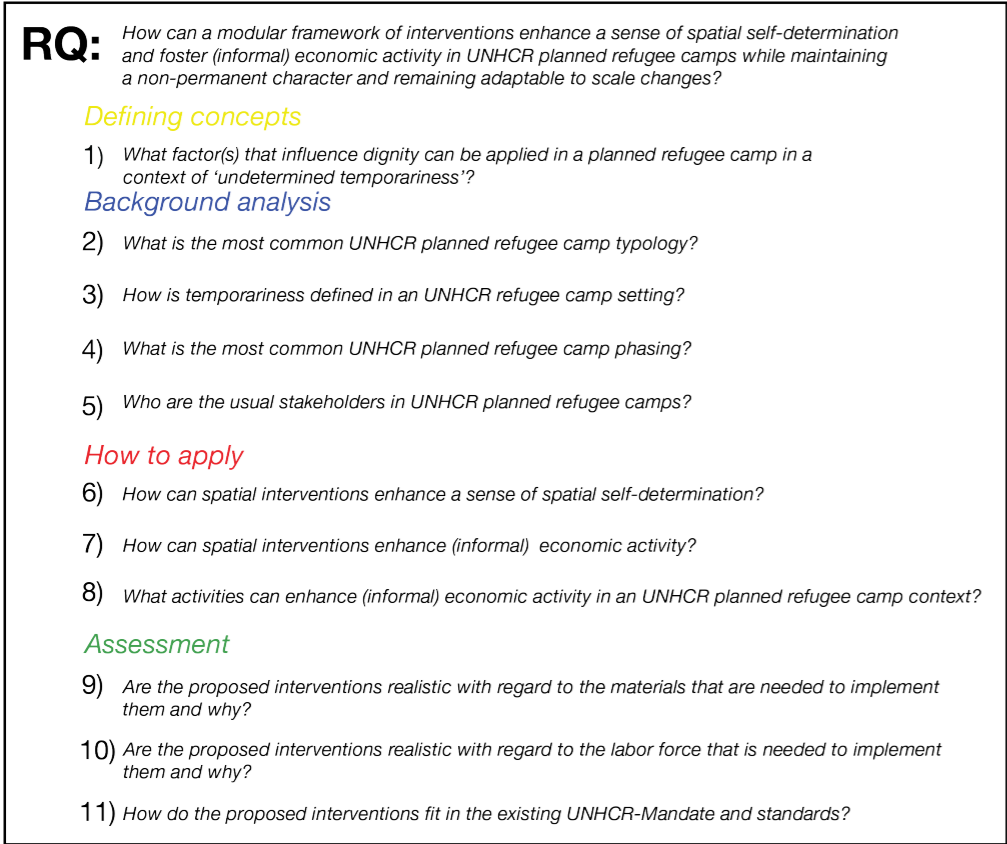 RQ: How can a modular framework of interventions enhance a sense of spatial self-determination
and foster (informal) economic activity in UNHCR planned refugee camps while maintaining
a non-permanent character and remaining adaptable to scale changes?
Defining concepts
1) What factor(s) that influence dignity can be applied in a planned refugee camp in a
context of ‘undetermined temporariness’?
Background analysis
2) What is the most common UNHCR planned refugee camp typology?
3) How is temporariness defined in an UNHCR refugee camp setting?
4) What is the most common UNHCR planned refugee camp phasing?
5) Who are the usual stakeholders in UNHCR planned refugee camps?
How to apply
6) How can spatial interventions enhance a sense of spatial self-determination?
7) How can spatial interventions enhance (informal)  economic activity?
8) What activities can enhance (informal) economic activity in an UNHCR planned refugee camp context?
Assessment
9) Are the proposed interventions realistic with regard to the materials that are needed to implement
them and why?
10) Are the proposed interventions realistic with regard to the labor force that is needed to implement
them and why?
11) How do the proposed interventions fit in the existing UNHCR-Mandate and standards?